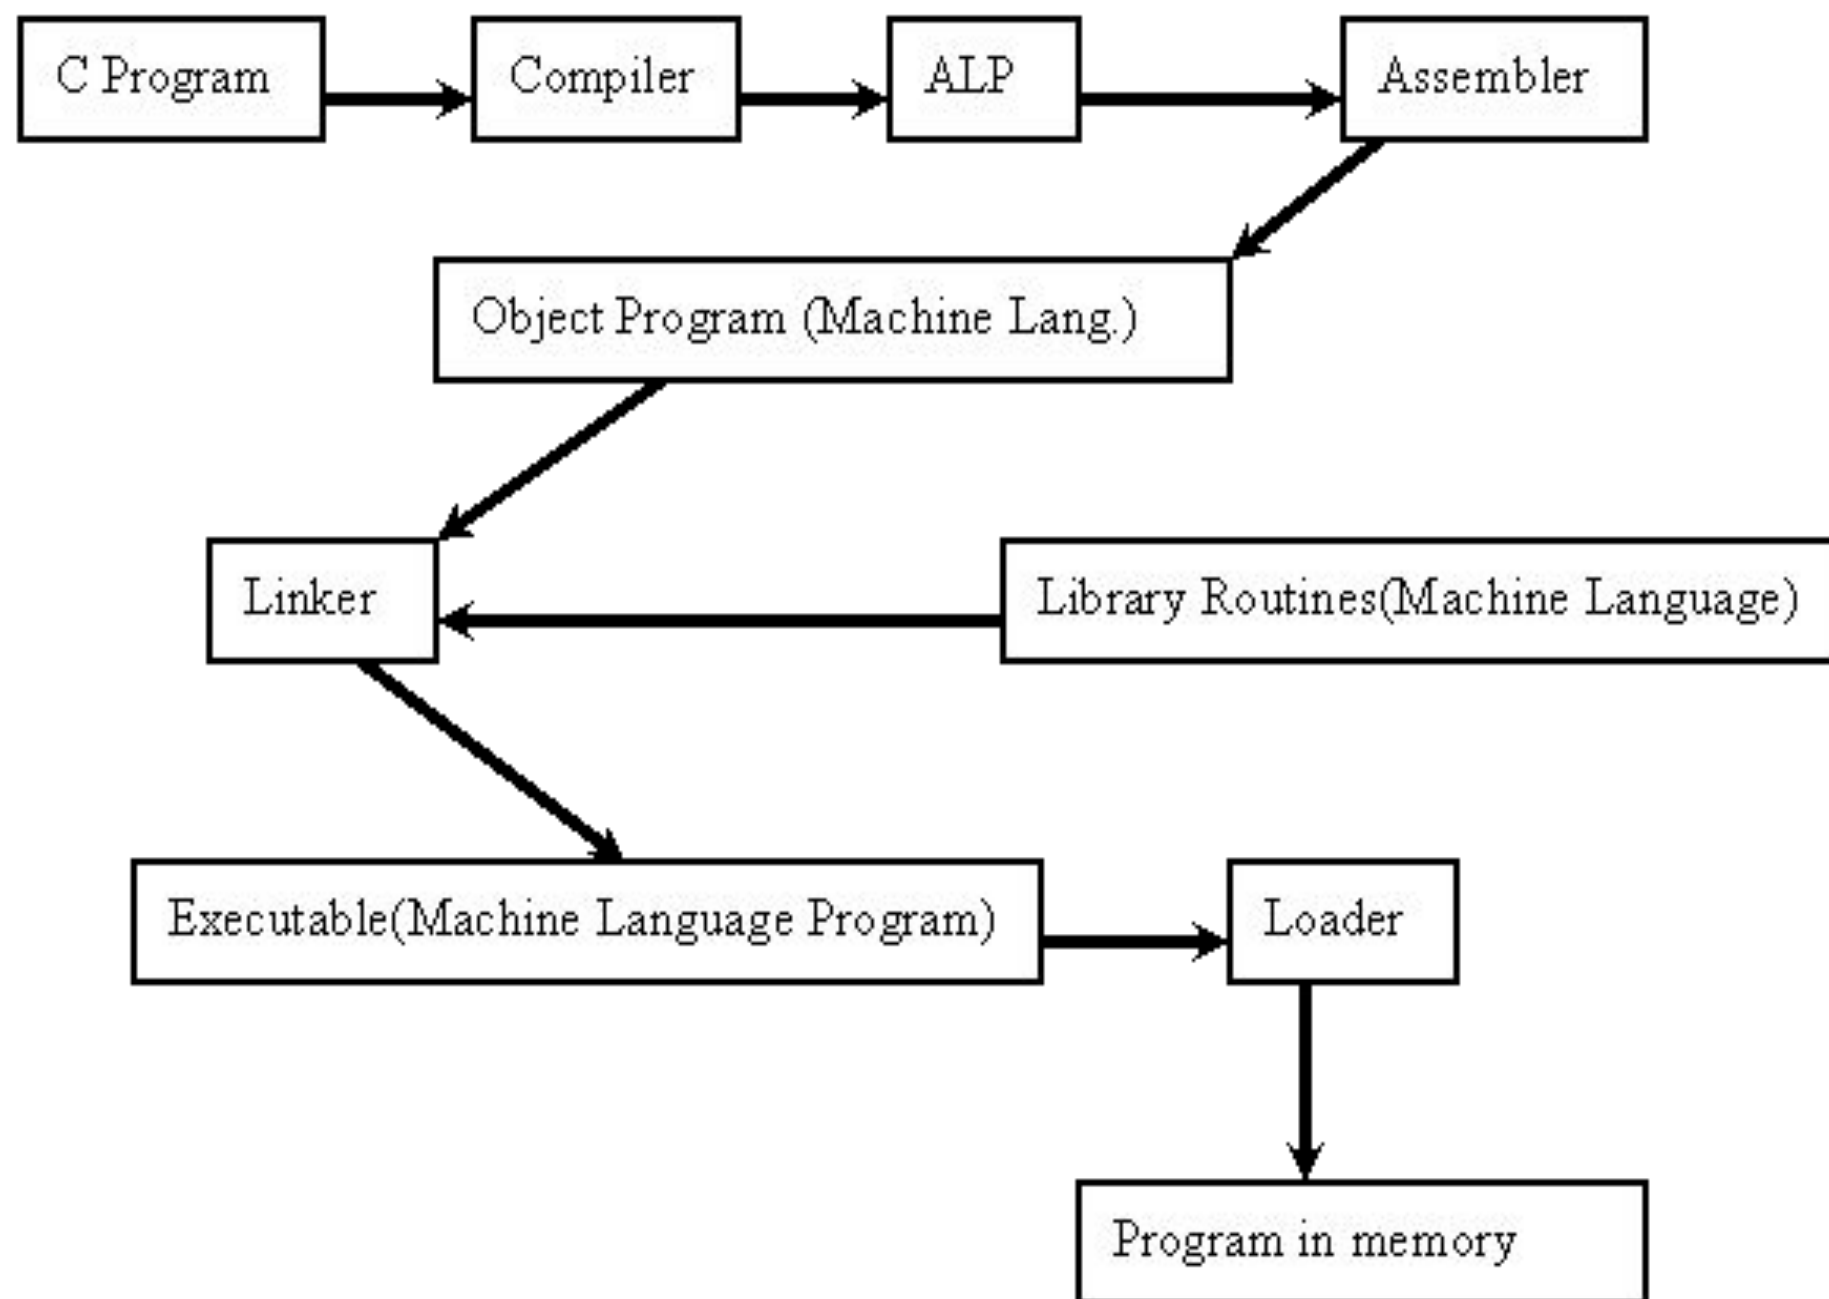 C Program
Compiler
ALP
Assembler
Object Program (Machine Lang.)
Linker
Library Routines(Machine Language)
Executable(Machine Language Program)
Loader
Program in memory